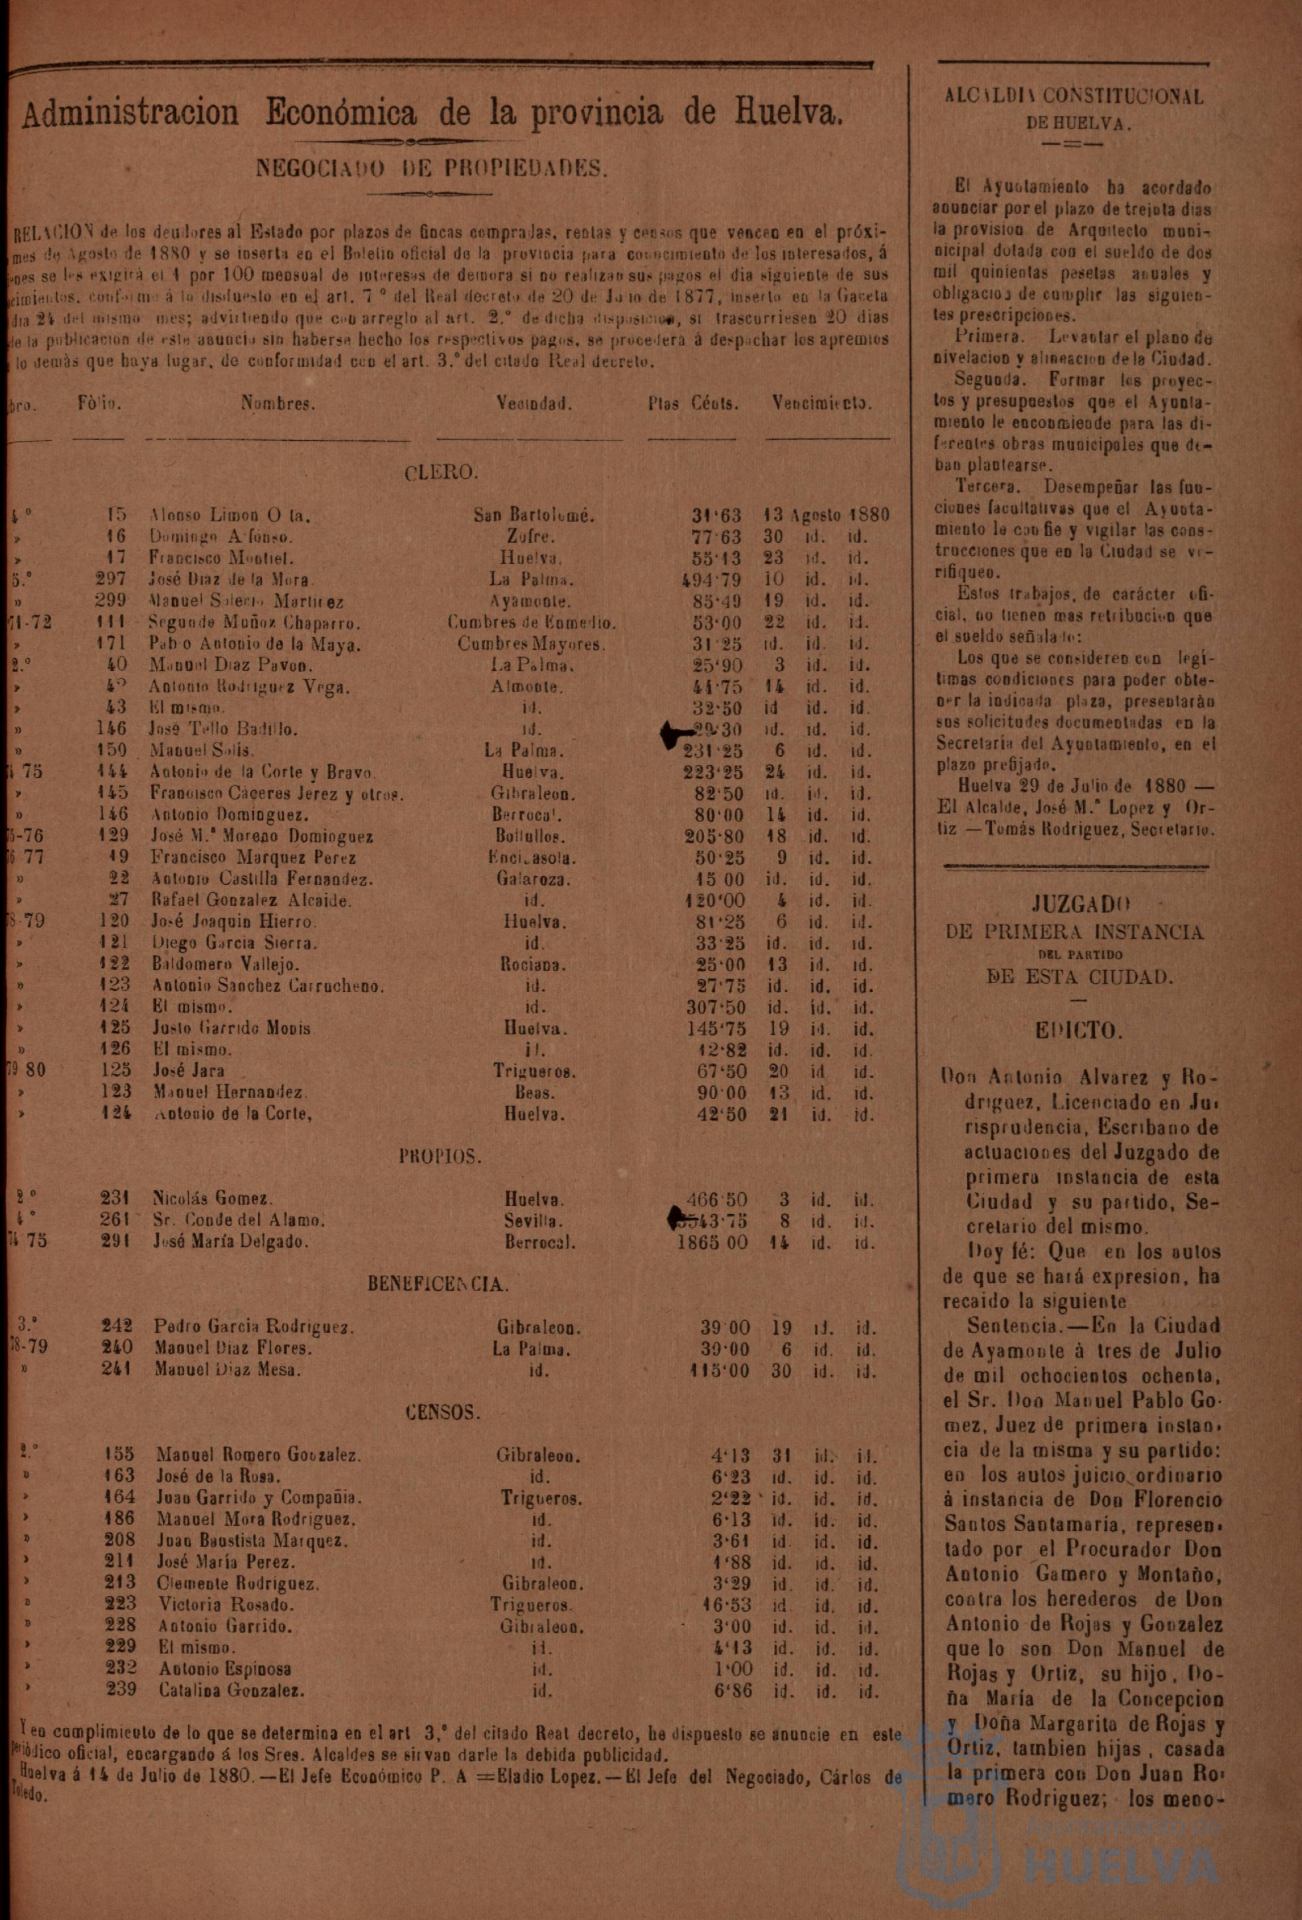 Administracion Económica de la provincia de Huelva.
NEGOCIADO DE PROPIEDADES.
RELACION de los deudores al Estado por plazos de fincas compradas, rentas y censos que vencen en el próxi-
mes de Agosto de 1880 y se inserta en el Boletin oficial de la provincia para conocimiento de los interesados, á
enes se les exigirá el 1 por 100 mensual de intereses de demora si no realizan sus pagos el dia siguiente de sus
cimientos, conforme á lo disduesto en el art. 7º del Real decreto de 20 de Junio de 1877, inserto en la Gaceta
dia 24 del mismo mes; advirtiendo que con arreglo al art. 2.º de dicha disposicion, si trascurriesen 20 dias
de la publicacion de este anuncio sin haberse hecho los respectivos pagos, se procederá á despachar los apremios
lo demàs que haya lugar, de conformidad con el art. 3.º del citado Real decreto.
bro. Fòlio. Nombres. Vecindad. Ptas Cénts. Vencimiento.
CLERO.
4.º 15 Alonso Limon O ta. San Bartolomé. 31‘63 13 Agosto 1880
» 16 Domingo A fonso. Zufre. 77·63 30 id. id.
» 17 Francisco Montiel. Huelva. 55·13 23 id. id.
5.º 297 José Diaz de la Mora. La Palma. 494·79 10 id. id.
» 299 Manuel Solecio Martinez Ayamonte. 85·49 19 id. id.
71-72 111 Segundo Muñoz Chaparro. Cumbres de Enmedio. 53·00 22 id. id.
» 171 Pab o Antonio de la Maya. Cumbres Mayores. 31·25 id. id. id.
2.º 40 Manuel Diaz Pavon. La Palma. 25‘90 3 id. id.
» 42 Antonio Rodriguez Vega. Almonte. 41·75 14 id. id.
» 43 El mismo. id. 32·50 id id. id.
» 146 José Tello Badillo. id. 29·30 id. id. id.
» 150 Manuel Solis. La Palma. 231·25 6 id. id.
75 144 Antonio de la Corte y Bravo. Huelva. 223‘25 24 id. id.
» 145 Francisco Cáceres Jerez y otros. Gibraleon. 82‘50 id. id. id.
» 146 Antonio Dominguez. Berrocal. 80‘00 14 id. id.
5-76 129 José M.ª Moreno Dominguez Bollullos. 205·80 18 id. id.
77 19 Francisco Marquez Perez Encinasola. 50·25 9 id. id.
» 22 Antonio Castilla Fernandez. Galaroza. 15 00 id. id. id.
» 27 Rafael Gonzalez Alcaide. id. 120‘00 4 id. id.
8-79 120 José Joaquin Hierro. Huelva. 81‘25 6 id. id.
» 121 Diego Garcia Sierra. id. 33·25 id. id. id.
» 122 Baldomero Vallejo. Rociana. 25·00 13 id. id.
» 123 Antonio Sanchez Carrucheno. id. 27·75 id. id. id.
» 124 El mismo. id. 307·50 id. id. id.
» 125 Justo Garrido Monis Huelva. 145‘75 19 id. id.
» 126 El mismo. id. 12·82 id. id. id.
79 80 125 José Jara Trigueros. 67·50 20 id id.
» 123 Manuel Hernandez. Beas. 90·00 13 id. id.
» 124 Antonio de la Corte, Huelva. 42‘50 21 id. id.
PROPIOS.
2º 231 Nicolás Gomez. Huelva. 466·50 3 id. id.
4º 261 Sr. Conde del Alamo. Sevilla. 8 id. id.
74 75 291 José María Delgado. Berrocal. 1865 00 14 id. id.
BENEFICENCIA.
3.º 242 Pedro Garcia Rodriguez. Gibraleon. 39·00 19 id. id.
78-79 240 Manuel Diaz Flores. La Palma. 39·00 6 id. id.
» 241 Manuel Diaz Mesa. id. 115‘00 30 id. id.
CENSOS.
2.º 155 Manuel Romero Gonzalez. Gibraleon. 4·13 31 id. id.
» 163 José de la Rosa. id. 6·23 id. id. id.
» 164 Juan Garrido y Compañia. Trigueros. 2‘22 id. id. id.
» 186 Manuel Mora Rodriguez. id. 6·13 id. id. id.
» 208 Juan Baustista Marquez. id. 3·61 id id. id.
» 211 José María Perez. id. 1‘88 id. id. id.
» 213 Clemente Rodriguez. Gibraleon. 3‘29 id. id. id.
» 223 Victoria Rosado. Trigueros. 16·53 id. id. id.
» 228 Antonio Garrido. Gibraleon. 3‘00 id. id. id.
» 229 El mismo. id. 4‘13 id. id. id.
» 232 Antonio Espinosa id. 1·00 id. id. id.
» 239 Catalina Gonzalez. id. 6‘86 id. id. id.
Y en cumplimiento de lo que se determina en el art 3.º del citado Real decreto, he dispuesto se anuncie en este
Periódico oficial, encargando á los Sres. Alcaldes se sirvan darle la debida publicidad.
Huelva á 14 de Julio de 1880.—El Jefe Económico P. A =Eladio Lopez.—El Jefe del Negociado, Cárlos de
Toledo.
ALCALDIA CONSTITUCIONAL
DE HUELVA.
El Ayuntamiento ha acordado
anunciar por el plazo de treinta dias
la provision de Arquitecto muni-
nicipal dotada con el sueldo de dos
mil quinientas pesetas anuales y
obligacion de cumplir las siguien-
tes prescripciones.
Primera. Levantar el plano de
nivelacion y alineacion de la Ciudad.
Segunda. Formar los proyec-
tos y presupuestos que el Ayunta-
miento le encomiende para las di-
ferentes obras municipales que de-
ban plantearse.
Tercera. Desempeñar las fun-
ciones facultativas que el Ayunta-
miento le confie y vigilar las cons-
trucciones que en la Ciudad se ve-
rifiquen.
Estos trabajos, de carácter ofi-
cial, no tienen mas retribucion que
el sueldo señalado:
Los que se consideren con legí-
timas condiciones para poder obte-
ner la indicada plaza, presentarán
sus solicitudes documentadas en la
Secretaria del Ayuntamiento, en el
plazo prefijado.
Huelva 29 de Julio de 1880 —
El Alcalde, José M.ª Lopez y Or-
tiz —Tomás Rodriguez, Secretario.
JUZGADO
DE PRIMERA INSTANCIA
DEL PARTIDO
DE ESTA CIUDAD.
EDICTO.
Don Antonio Alvarez y Ro-
driguez, Licenciado en Ju-
risprudencia, Escribano de
actuaciones del Juzgado de
primera instancia de esta
Ciudad y su partido, Se-
cretario del mismo.
Doy fé: Que en los autos
de que se hará expresion, ha
recaido la siguiente
Sentencia.—En la Ciudad
de Ayamonte à tres de Julio
de mil ochocientos ochenta,
el Sr. Don Manuel Pablo Go-
mez, Juez de primera instan-
cia de la misma y su partido:
en los autos juicio ordinario
á instancia de Don Florencio
Santos Santamaría, represen-
tado por el Procurador Don
Antonio Gamero y Montaño,
contra los herederos de Don
Antonio de Rojas y Gonzalez
que lo son Don Manuel de
Rojas y Ortiz, su hijo, Do-
ña María de la Concepcion
y Doña Margarita de Rojas y
Ortiz, tambien hijas, casada
la primera con Don Juan Ro-
mero Rodriguez; los meno-
Ayuntamiento de
HUELVA